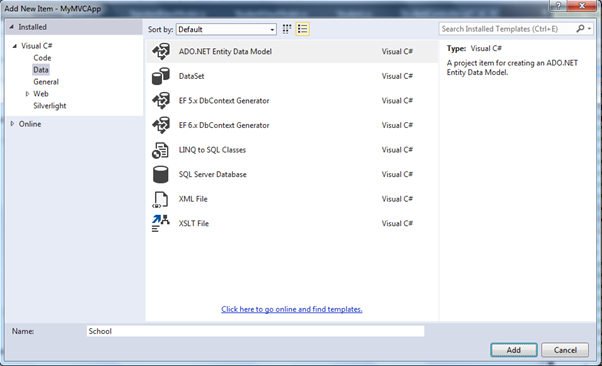 Add New Item - MyMVCApp
Installed
Sort by: Default
Search Installed Templates (Ctrl+E)
Visual C#
Code
Data
General
Web
Silverlight
Online
ADO.NET Entity Data Model Visual C#
DataSet Visual C#
EF 5.x DbContext Generator Visual C#
EF 6.x DbContext Generator Visual C#
LINQ to SQL Classes Visual C#
SQL Server Database Visual C#
XML File Visual C#
XSLT File Visual C#
Click here to go online and find templates.
Type: Visual C#
A project item for creating an ADO.NET
Entity Data Model.
Name: School
Add Cancel